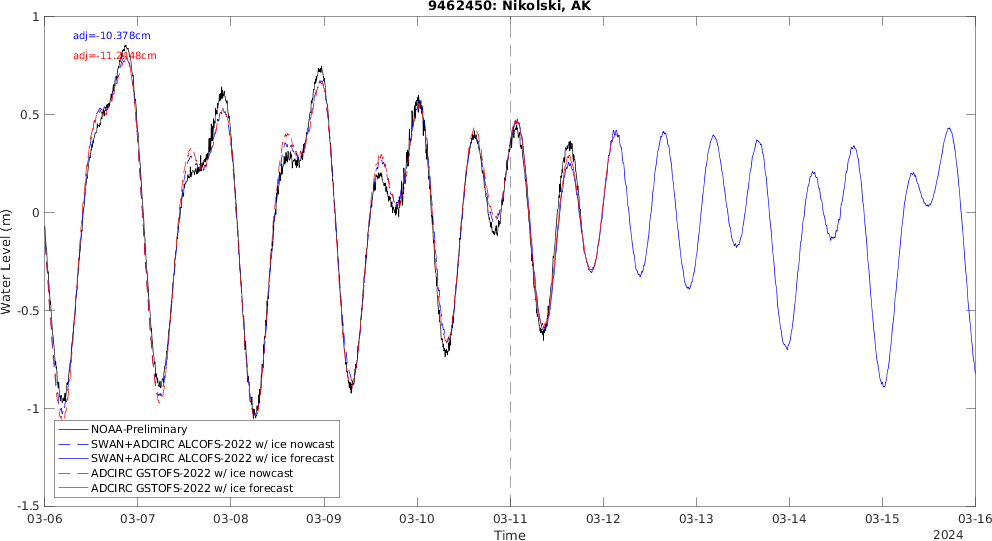 9462450: Nikolski, AK
adj=-10.378cm
adj=-11.2448cm
Water Level (m)
1
0.5
0
-0.5
-1
-1.5
NOAA-Preliminary
SWAN+ADCIRC ALCOFS-2022 w/ ice nowcast
SWAN+ADCIRC ALCOFS-2022 w/ ice forecast
ADCIRC GSTOFS-2022 w/ ice nowcast
ADCIRC GSTOFS-2022 w/ ice forecast
03-06 03-07 03-08 03-09 03-10 03-11 03-12 03-13 03-14 03-15 03-16
Time
2024